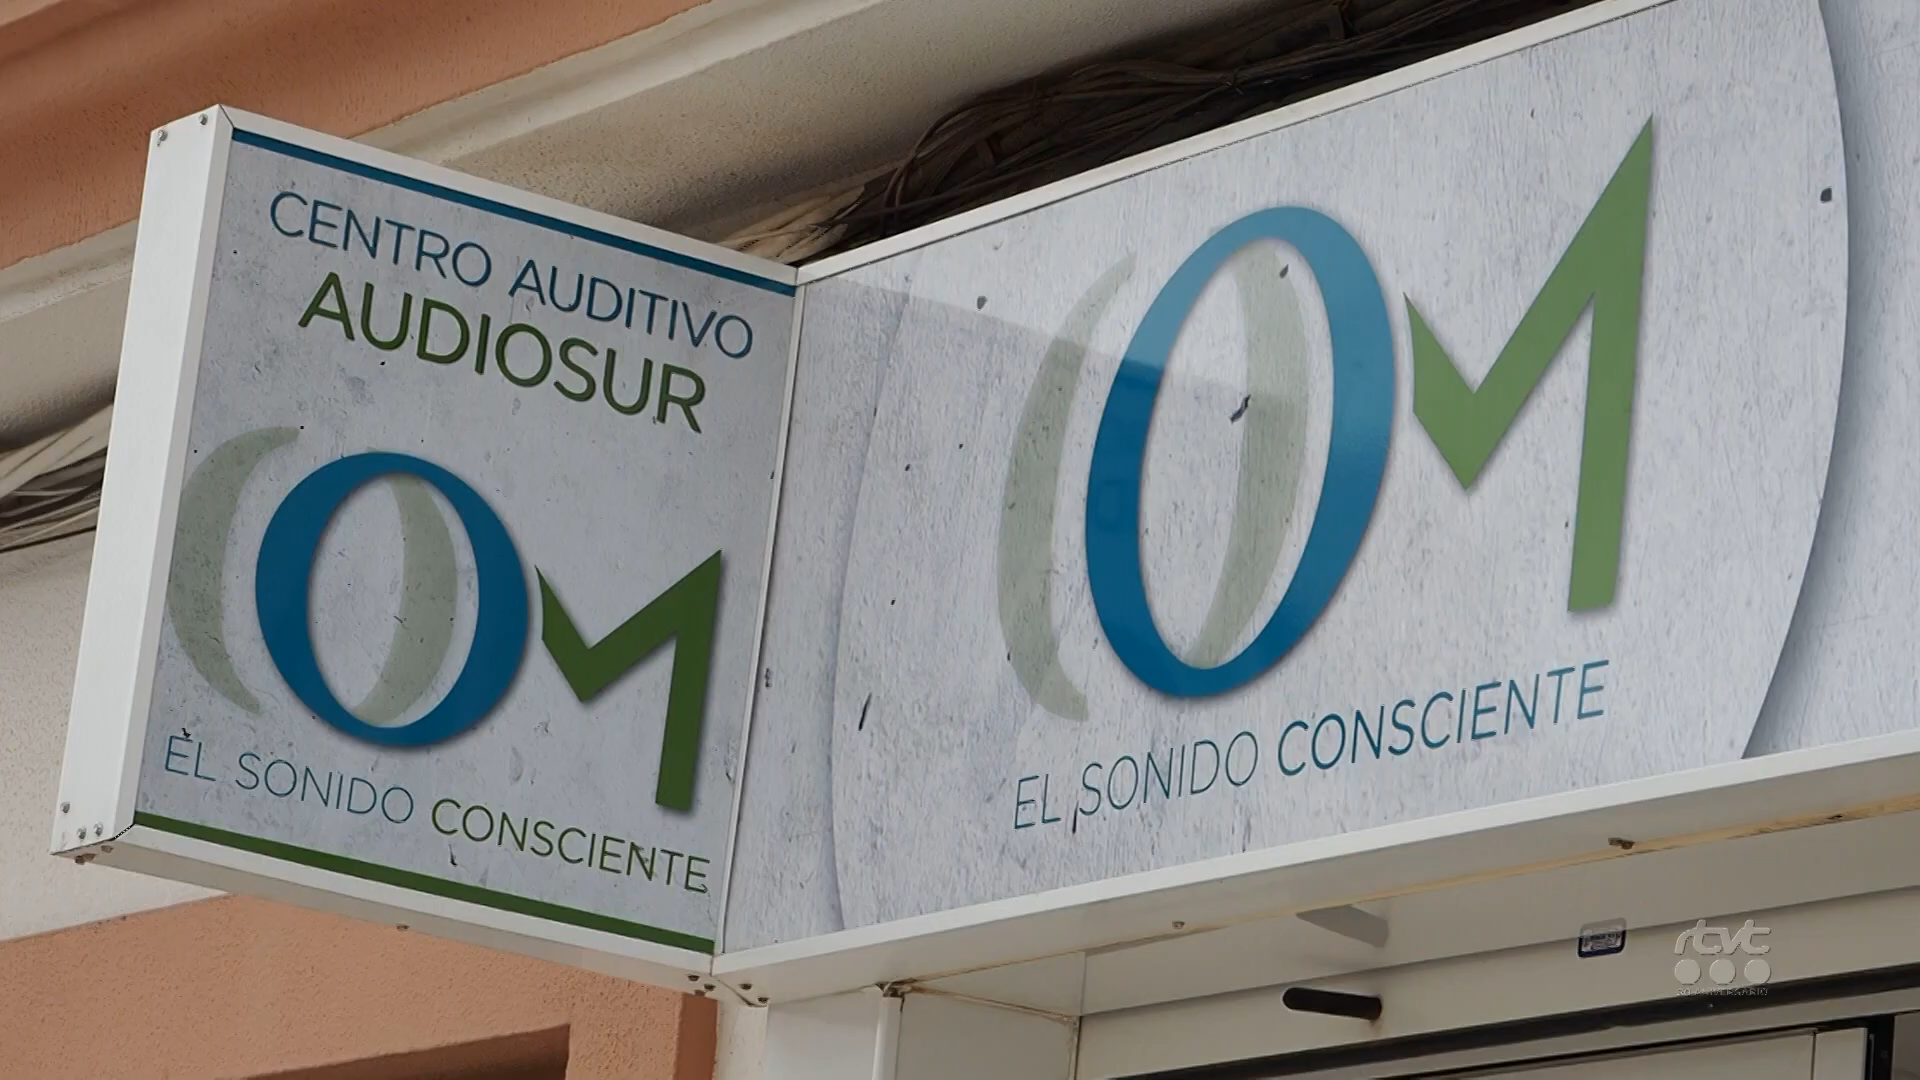 CENTRO AUDITIVO
AUDIOSUR
OM
EL SONIDO CONSCIENTE
OM
EL SONIDO CONSCIENTE
rtvc